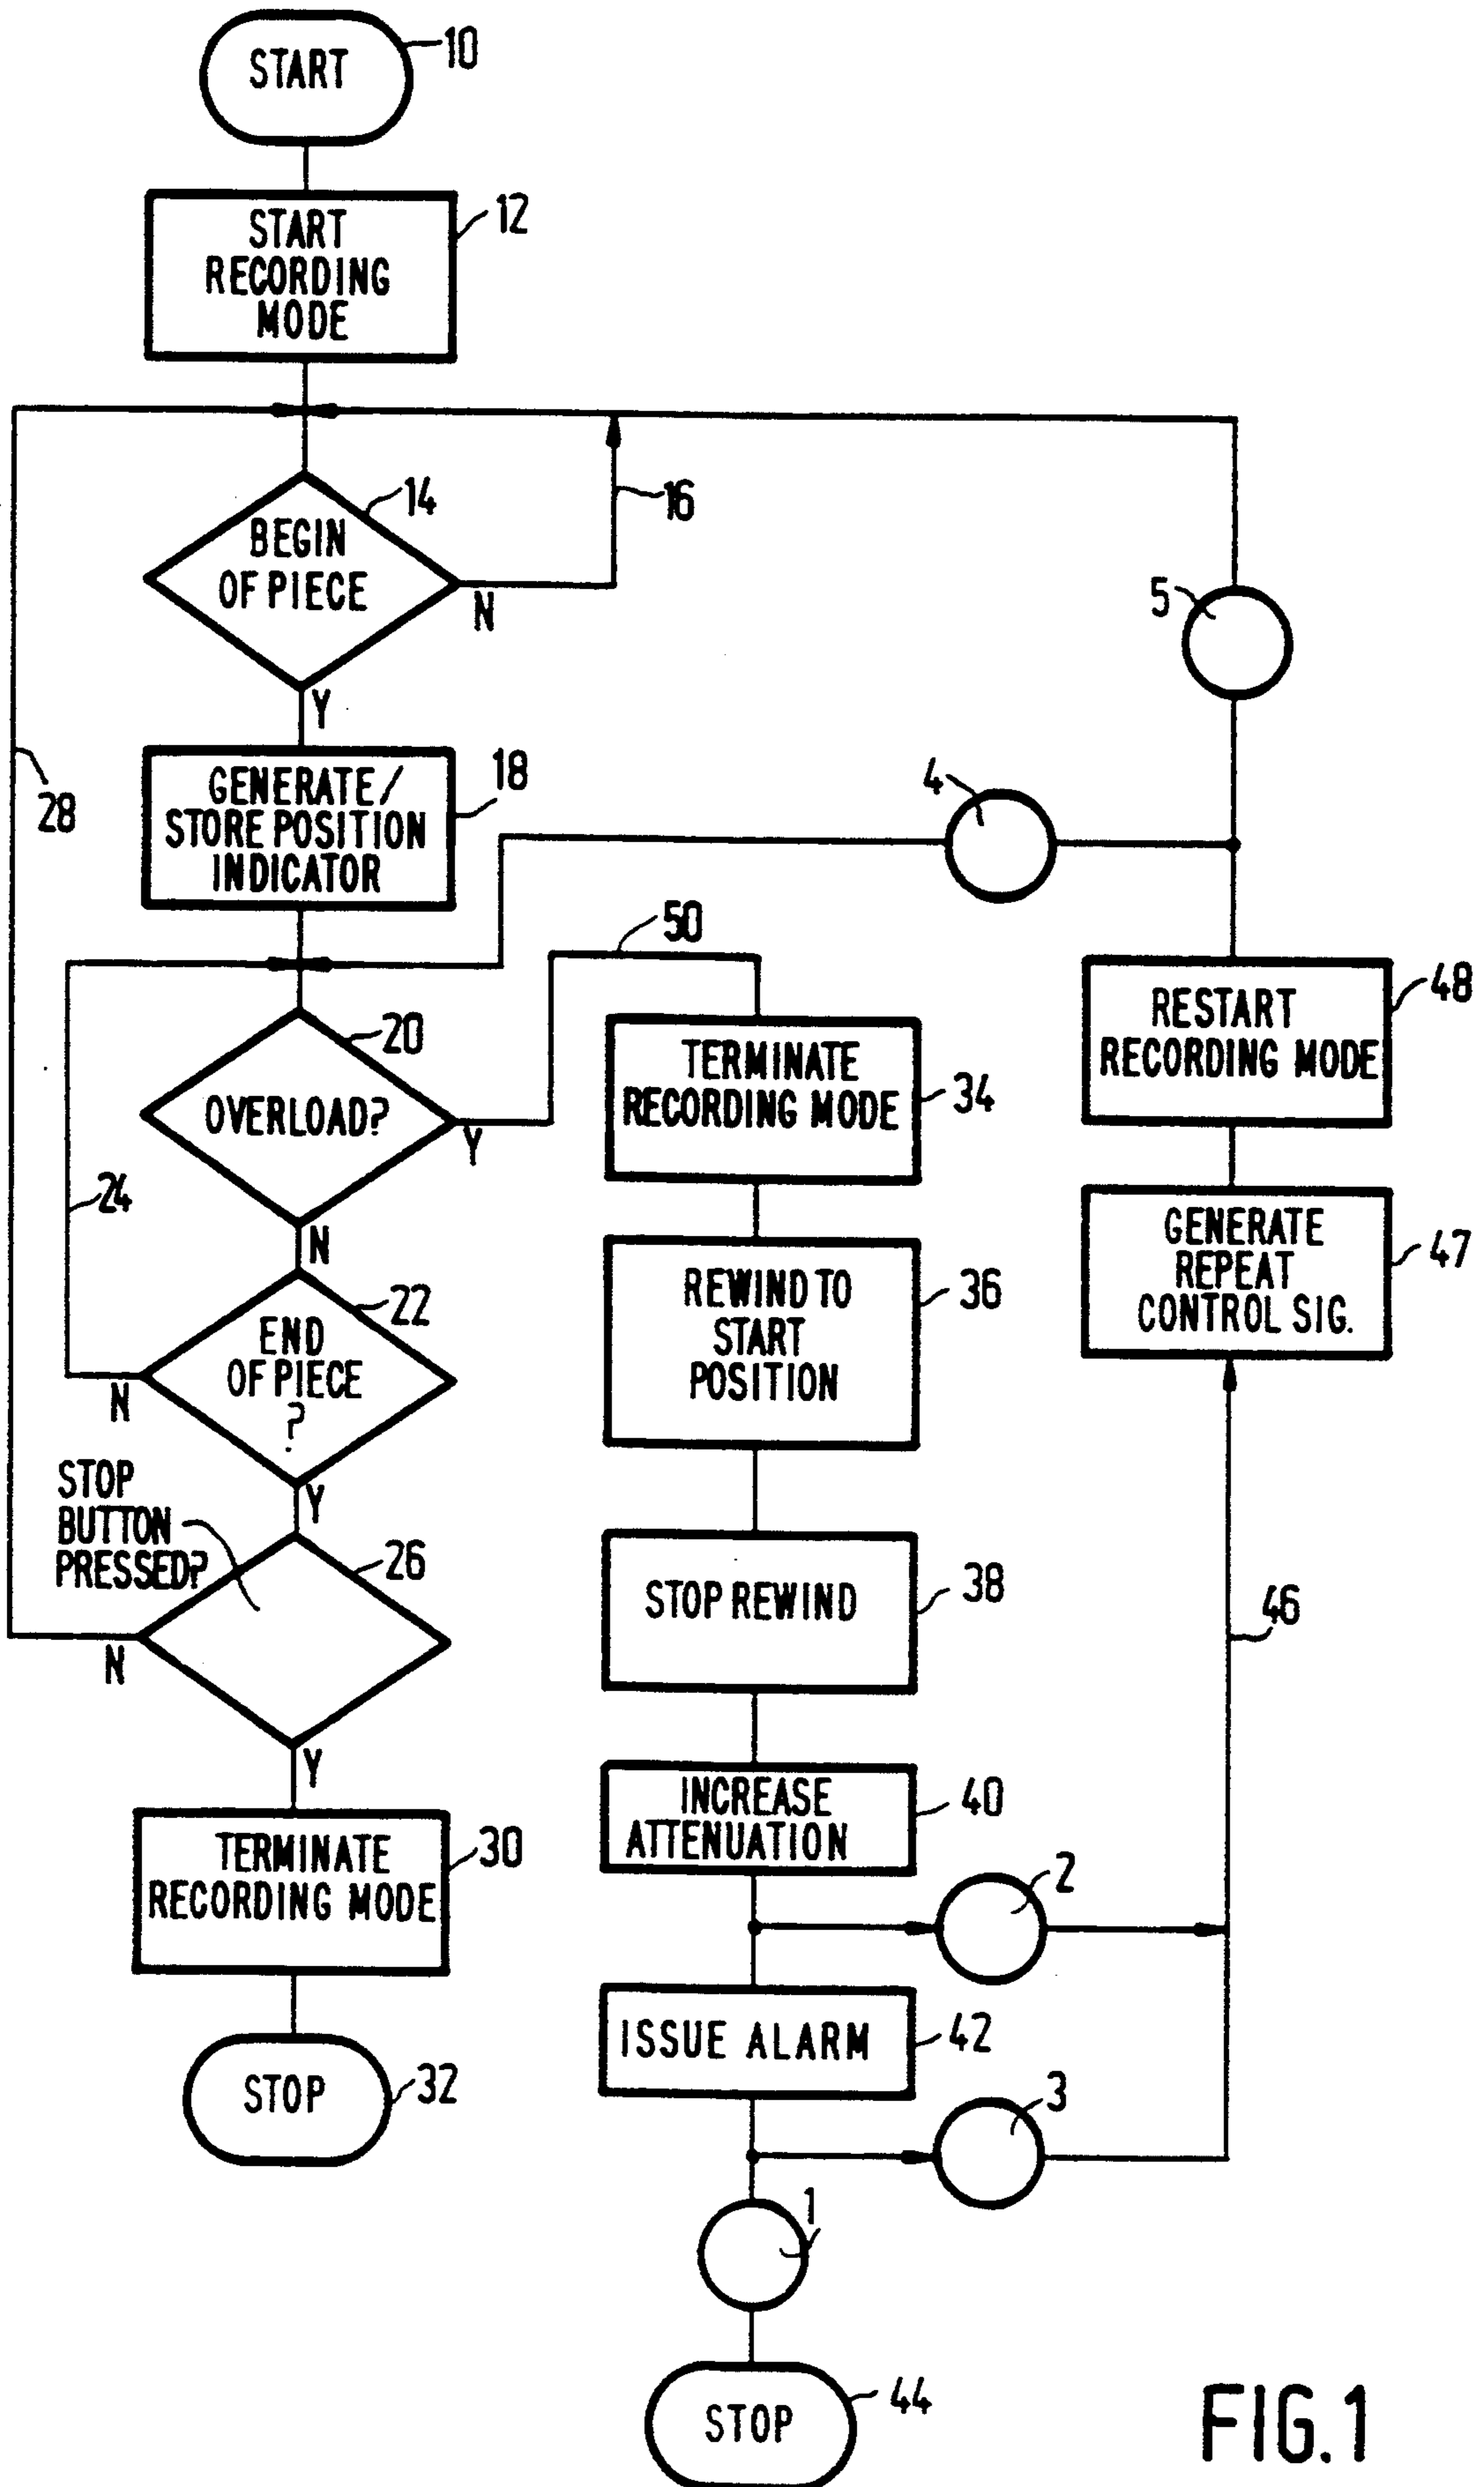 START
10
START
RECORDING
MODE
12
BEGIN
OF PIECE
14
N
16
Y
5
GENERATE/
STORE POSITION
INDICATOR
18
28
4
50
OVERLOAD?
20
Y
N
24
TERMINATE
RECORDING MODE
34
RESTART
RECORDING MODE
48
GENERATE
REPEAT
CONTROL SIG.
47
END
OF PIECE
?
22
N
Y
REWIND TO
START
POSITION
36
STOP
BUTTON
PRESSED?
26
N
Y
STOP REWIND
38
46
INCREASE
ATTENUATION
40
TERMINATE
RECORDING MODE
30
2
ISSUE ALARM
42
STOP
32
3
1
STOP
44
FIG.1